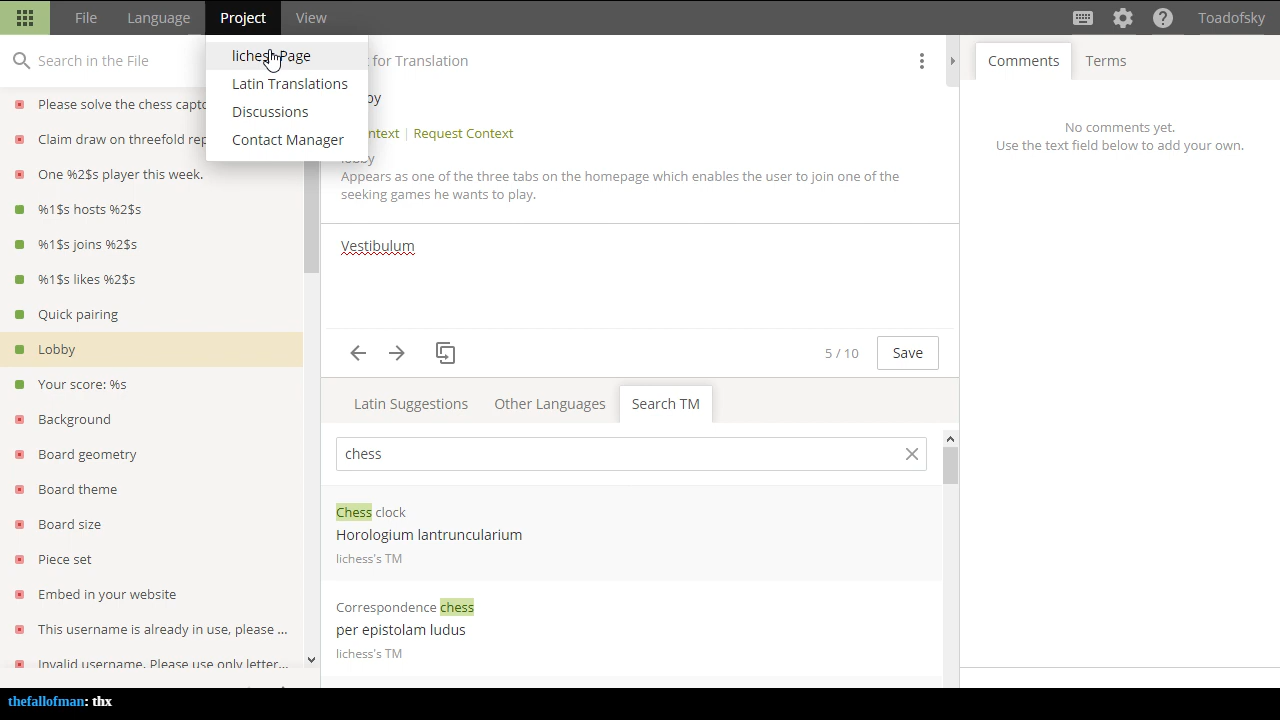 File Language Project View Toadofsky
Search in the File
lichess Page
Latin Translations
Discussions
Contact Manager
for Translation
Comments Terms
No comments yet.
Use the text field below to add your own.
Please solve the chess captc
Claim draw on threefold rep
One %2$s player this week.
%1$s hosts %2$s
%1$s joins %2$s
%1$s likes %2$s
Quick pairing
Lobby
Your score: %s
Background
Board geometry
Board theme
Board size
Piece set
Embed in your website
This username is already in use, please ...
Invalid username. Please use only letter...
by
ntext | Request Context
lobby
Appears as one of the three tabs on the homepage which enables the user to join one of the
seeking games he wants to play.
Vestibulum
5 / 10 Save
Latin Suggestions Other Languages Search TM
chess
Chess clock
Horologium lantruncularium
lichess's TM
Correspondence chess
per epistolam ludus
lichess's TM
thefallofman: thx